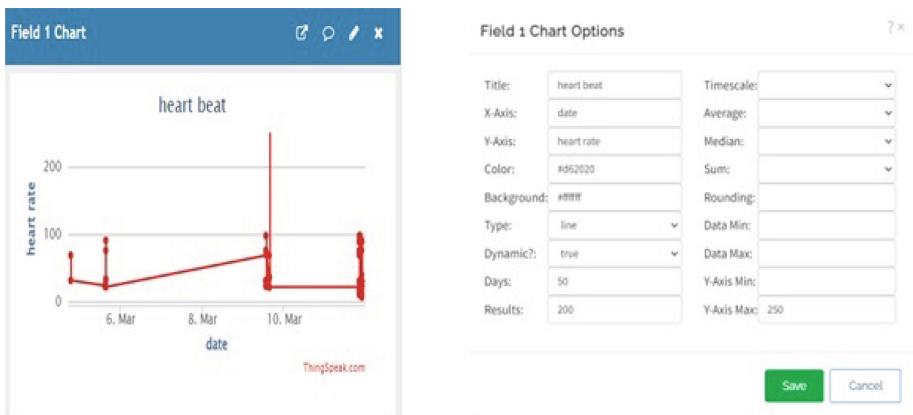 Field 1 Chart
heart beat
heart rate
200
100
0
6. Mar 8. Mar 10. Mar
date
ThingSpeak.com
Field 1 Chart Options
? ×
Title: heart beat
X-Axis: date
Y-Axis: heart rate
Color: #d62020
Background: #ffffff
Type: line
Dynamic?: true
Days: 50
Results: 200
Timescale:
Average:
Median:
Sum:
Rounding:
Data Min:
Data Max:
Y-Axis Min:
Y-Axis Max: 250
Save Cancel